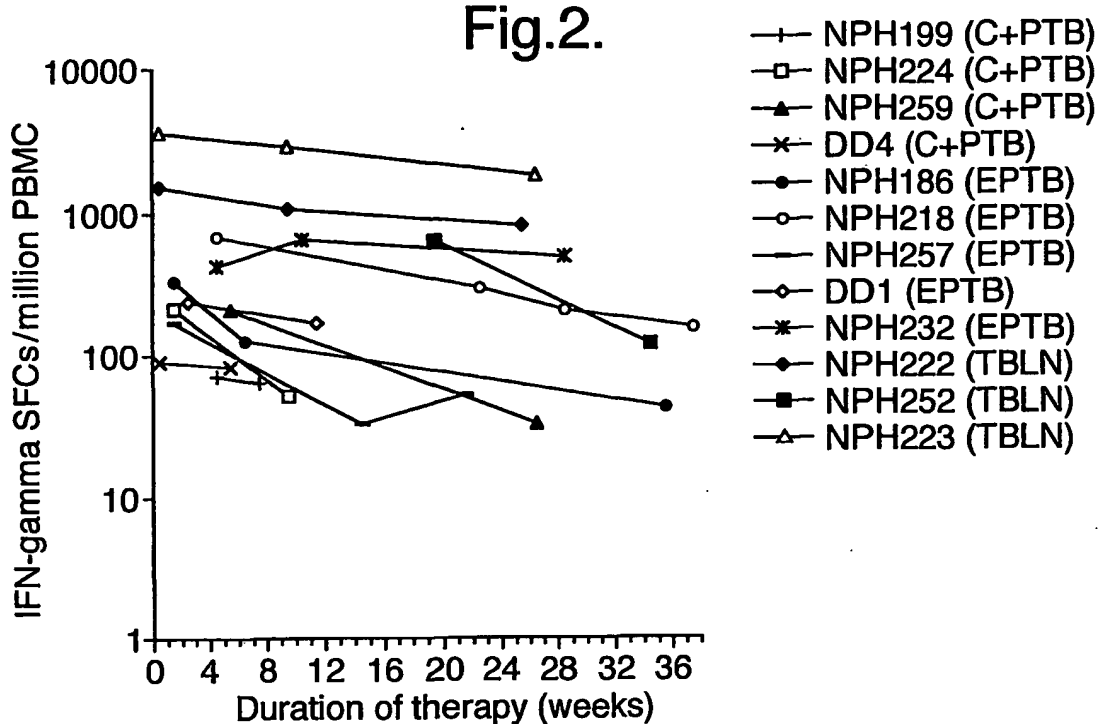 Fig.2.
IFN-gamma SFCs/million PBMC
10000
1000
100
10
1
0 4 8 12 16 20 24 28 32 36
Duration of therapy (weeks)
NPH199 (C+PTB)
NPH224 (C+PTB)
NPH259 (C+PTB)
DD4 (C+PTB)
NPH186 (EPTB)
NPH218 (EPTB)
NPH257 (EPTB)
DD1 (EPTB)
NPH232 (EPTB)
NPH222 (TBLN)
NPH252 (TBLN)
NPH223 (TBLN)